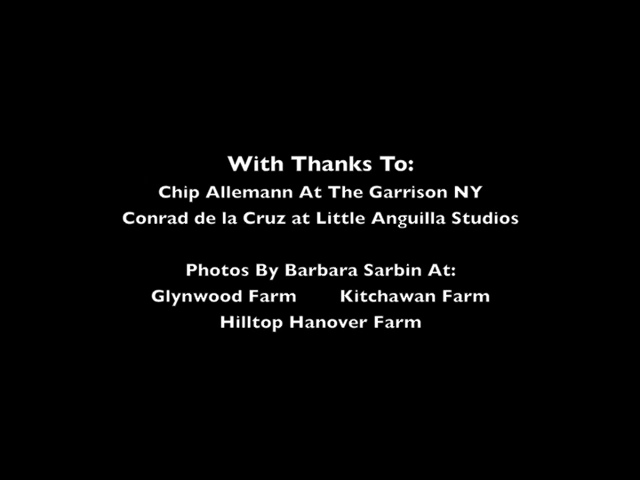 With Thanks To:
Chip Allemann At The Garrison NY
Conrad de la Cruz at Little Anguilla Studios
Photos By Barbara Sarbin At:
Glynwood Farm Kitchawan Farm
Hilltop Hanover Farm